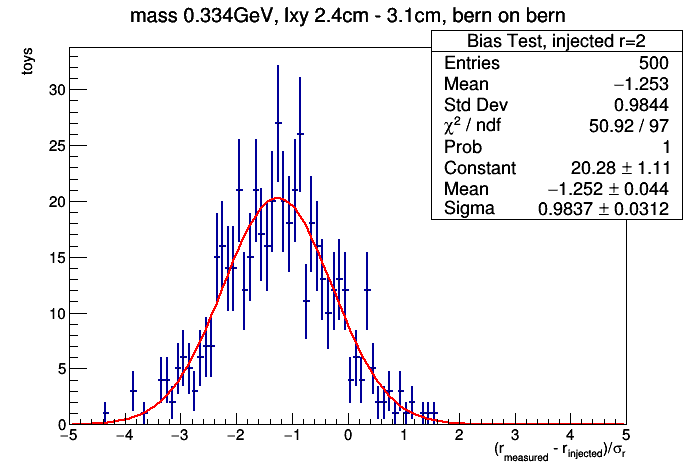 mass 0.334GeV, lxy 2.4cm - 3.1cm, bern on bern
toys
Bias Test, injected r=2
Entries 500
Mean −1.253
Std Dev 0.9844
χ² / ndf 50.92 / 97
Prob 1
Constant 20.28 ± 1.11
Mean −1.252 ± 0.044
Sigma 0.9837 ± 0.0312
30
25
20
15
10
5
0
−5 −4 −3 −2 −1 0 1 2 3 4 5
(r_measured - r_injected)/σ_r